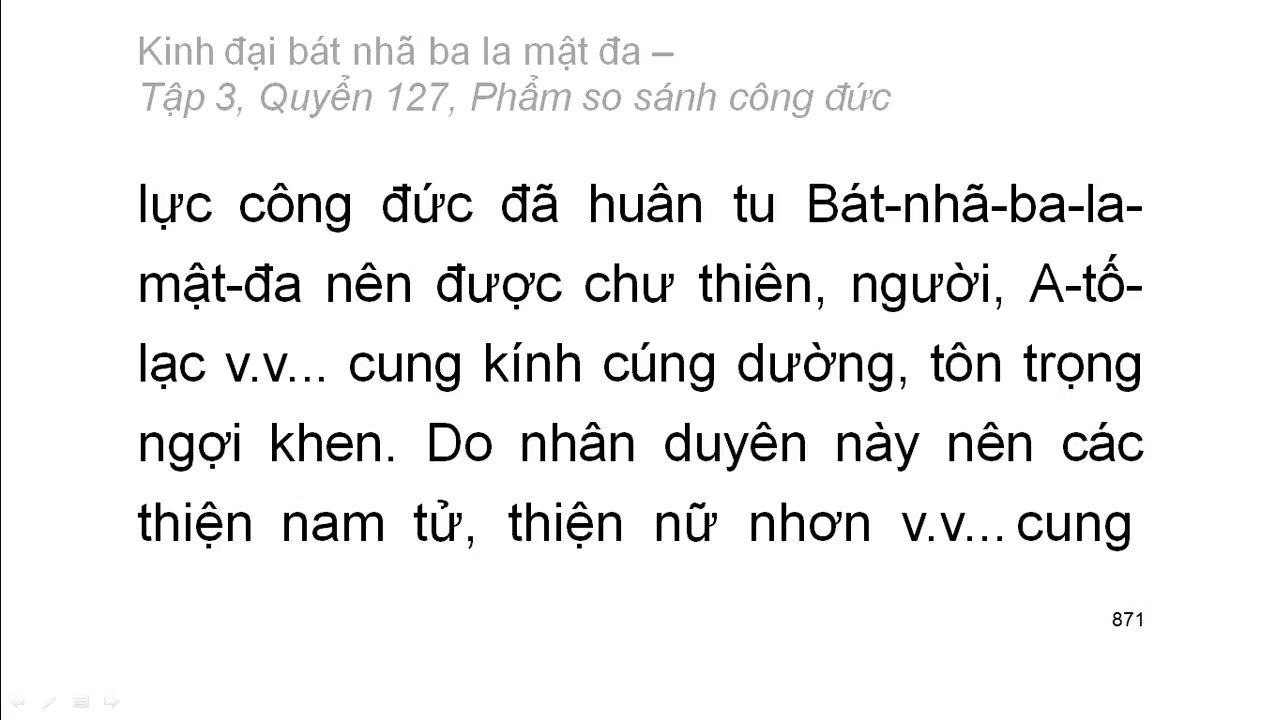 Kinh đại bát nhã ba la mật đa –
Tập 3, Quyển 127, Phẩm so sánh công đức
lực công đức đã huân tu Bát-nhã-ba-la-
mật-đa nên được chư thiên, người, A-tố-
lạc v.v... cung kính cúng dường, tôn trọng
ngợi khen. Do nhân duyên này nên các
thiện nam tử, thiện nữ nhơn v.v... cung
871